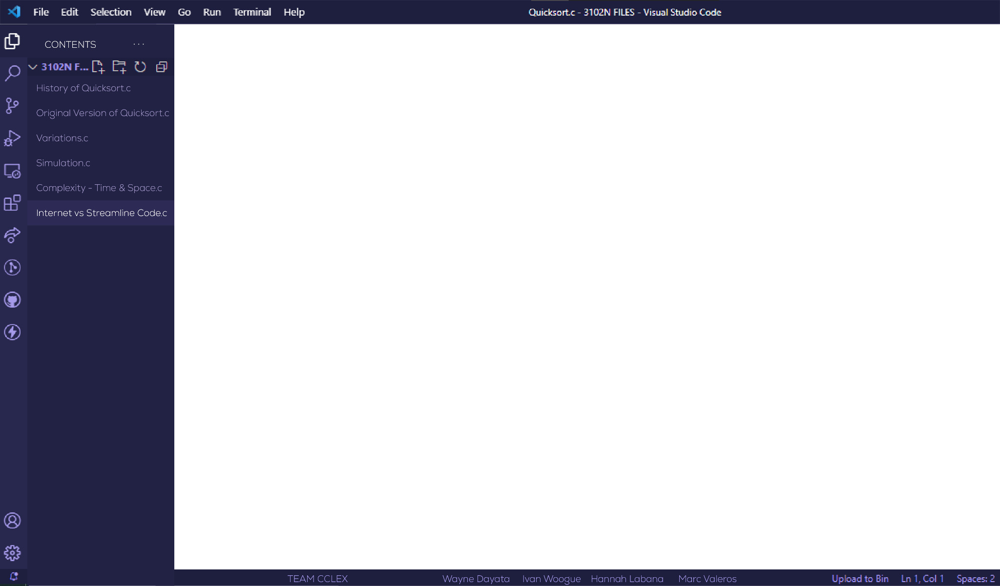 File Edit Selection View Go Run Terminal Help
Quicksort.c - 3102N FILES - Visual Studio Code
CONTENTS ...
3102N F...
History of Quicksort.c
Original Version of Quicksort.c
Variations.c
Simulation.c
Complexity - Time & Space.c
Internet vs Streamline Code.c
TEAM CCLEX
Wayne Dayata Ivan Woogue Hannah Labana Marc Valeros
Upload to Bin Ln 1, Col 1 Spaces: 2